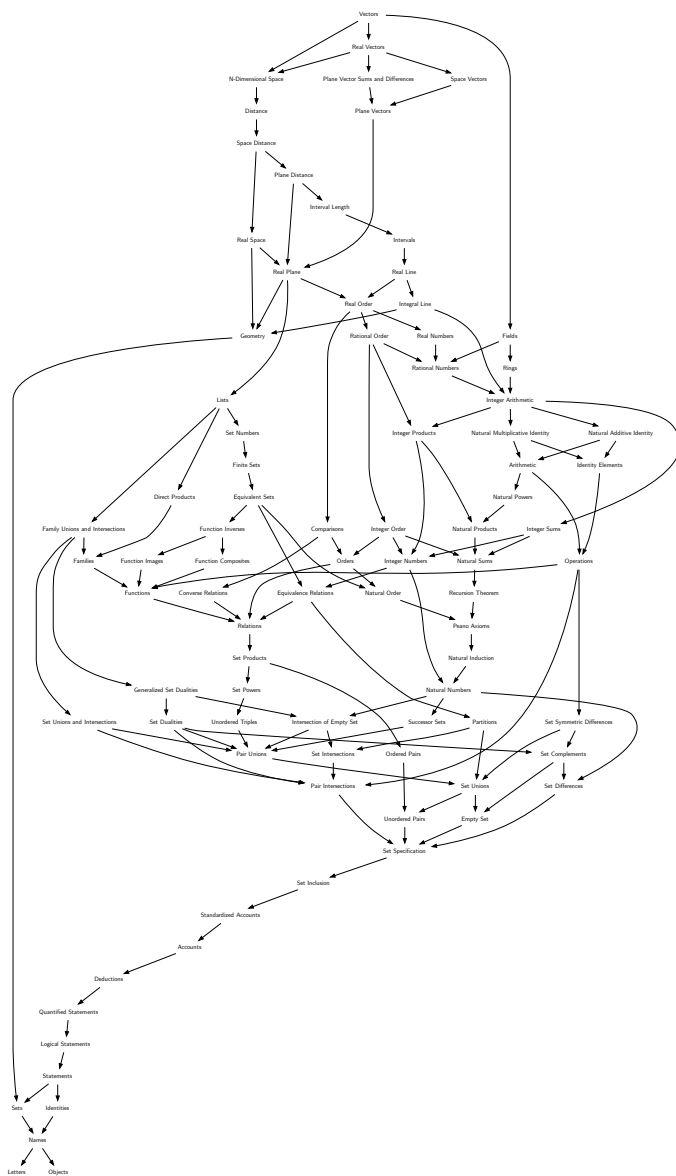 Vectors
Real Vectors
N-Dimensional Space Plane Vector Sums and Differences Space Vectors
Distance Plane Vectors
Space Distance
Plane Distance
Interval Length
Real Space Intervals
Real Plane Real Line
Real Order Integral Line
Geometry Rational Order Real Numbers Fields
Rational Numbers Rings
Lists Integer Arithmetic
Set Numbers Integer Products Natural Multiplicative Identity Natural Additive Identity
Finite Sets Arithmetic Identity Elements
Direct Products Equivalent Sets Natural Powers
Family Unions and Intersections Function Inverses Comparisons Integer Order Natural Products Integer Sums
Families Function Images Function Composites Orders Integer Numbers Natural Sums Operations
Functions Converse Relations Equivalence Relations Natural Order Recursion Theorem
Relations Peano Axioms
Set Products Natural Induction
Generalized Set Dualities Set Powers Natural Numbers
Set Unions and Intersections Set Dualities Unordered Triples Intersection of Empty Set Successor Sets Partitions Set Symmetric Differences
Pair Unions Set Intersections Ordered Pairs Set Complements
Pair Intersections Set Unions Set Differences
Unordered Pairs Empty Set
Set Specification
Set Inclusion
Standardized Accounts
Accounts
Deductions
Quantified Statements
Logical Statements
Statements
Sets Identities
Names
Letters Objects